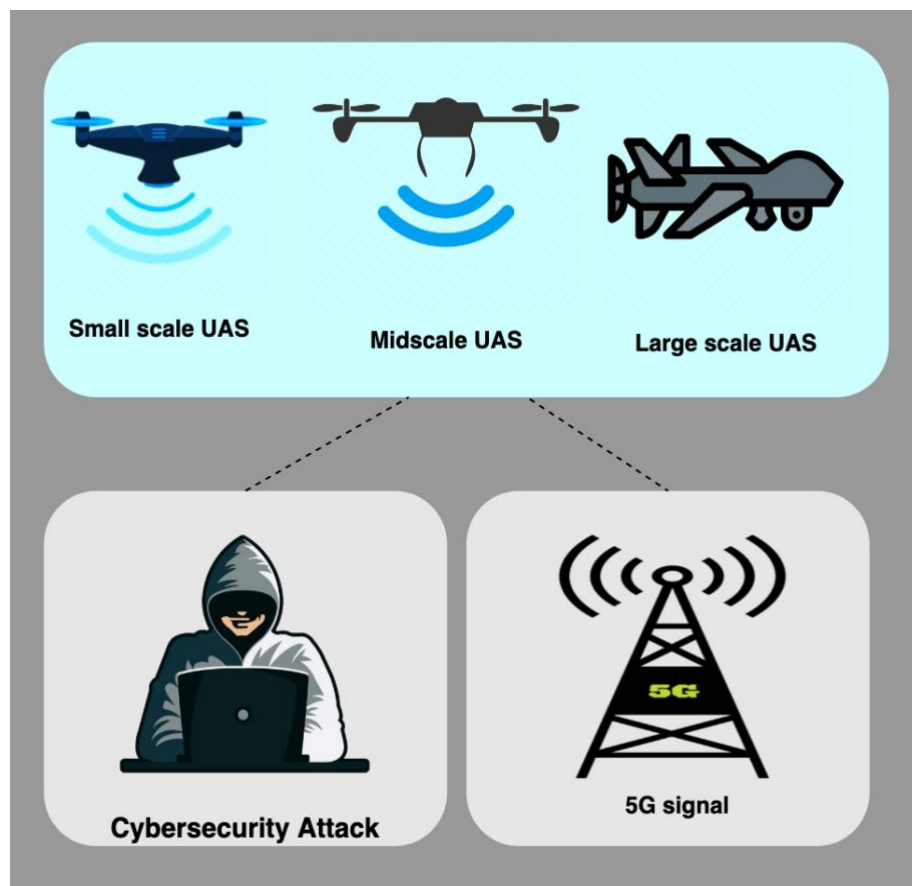 Small scale UAS
Midscale UAS
Large scale UAS
5G
Cybersecurity Attack
5G signal